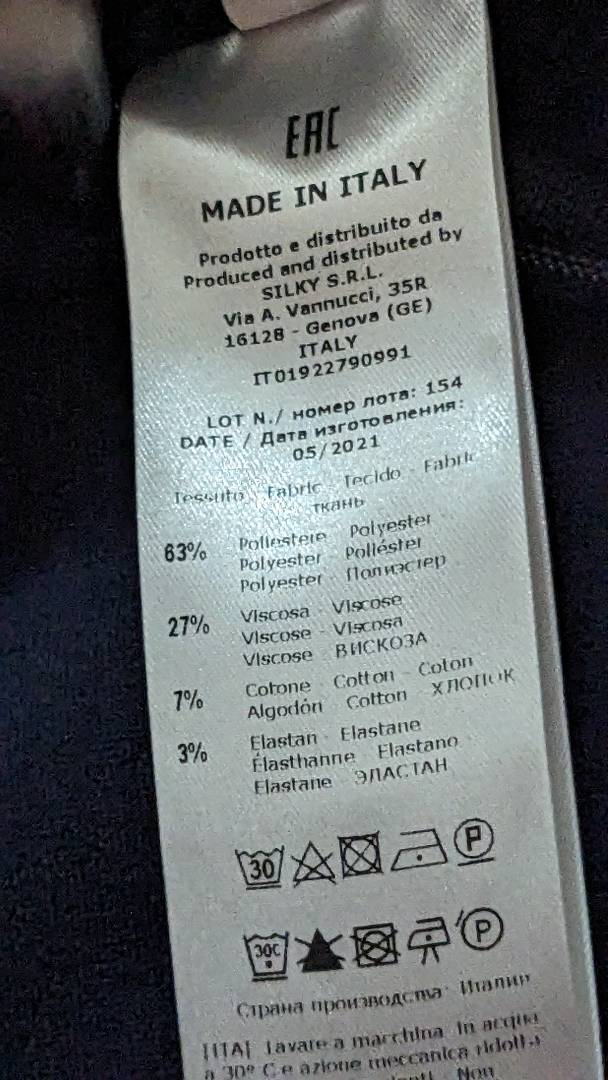 EAC
MADE IN ITALY
Prodotto e distribuito da
Produced and distributed by
SILKY S.R.L.
Via A. Vannucci, 35R
16128 - Genova (GE)
ITALY
IT01922790991
LOT N./ номер лота: 154
DATE / Дата изготовления:
05/2021
Tessuto - Fabric - Tecido - Fabric
ткань
63% Poliestere - Polyester
Polyester - Poliéster
Polyester - Полиэстер
27% Viscosa - Viscose
Viscose - Viscosa
Viscose - ВИСКОЗА
7% Cotone - Cotton - Coton
Algodón - Cotton - ХЛОПОК
3% Elastan - Elastane
Élasthanne - Elastano
Elastane - ЭЛАСТАН
30 P
30C P
Страна производства: Италия
[ITA] Lavare a macchina in acqua
a 30° C e azione meccanica ridotta
Non